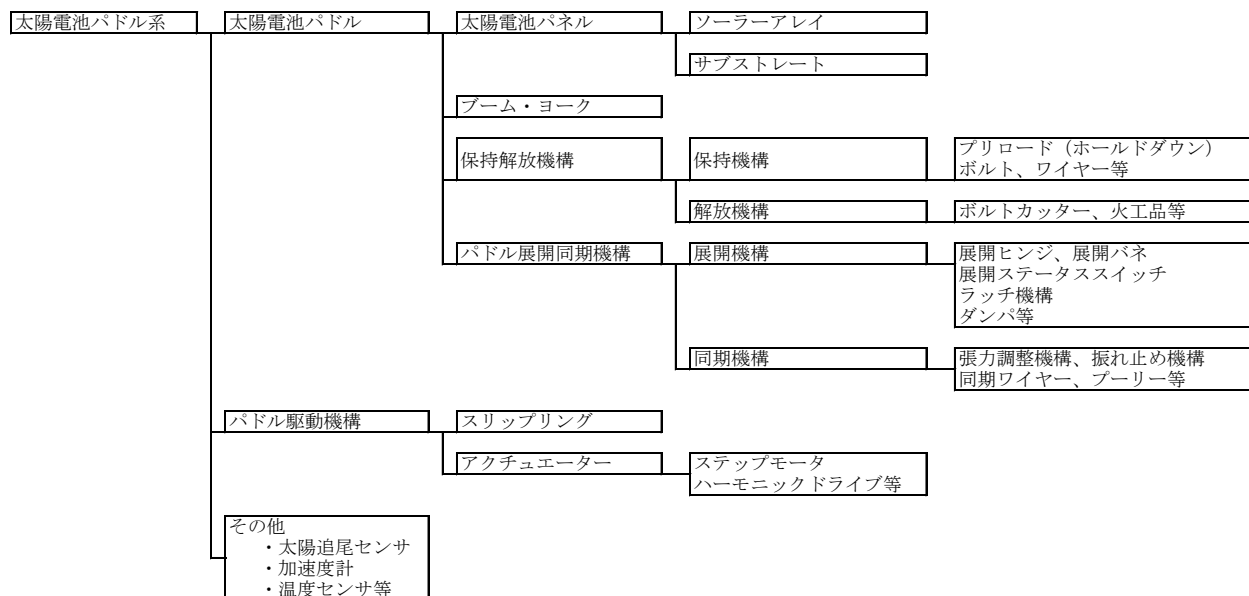 太陽電池パドル系
太陽電池パドル
太陽電池パネル
ソーラーアレイ
サブストレート
ブーム・ヨーク
保持解放機構
保持機構
プリロード（ホールドダウン）
ボルト、ワイヤー等
解放機構
ボルトカッター、火工品等
パドル展開同期機構
展開機構
展開ヒンジ、展開バネ
展開ステータススイッチ
ラッチ機構
ダンパ等
同期機構
張力調整機構、振れ止め機構
同期ワイヤー、プーリー等
パドル駆動機構
スリップリング
アクチュエーター
ステップモータ
ハーモニックドライブ等
その他
・太陽追尾センサ
・加速度計
・温度センサ等